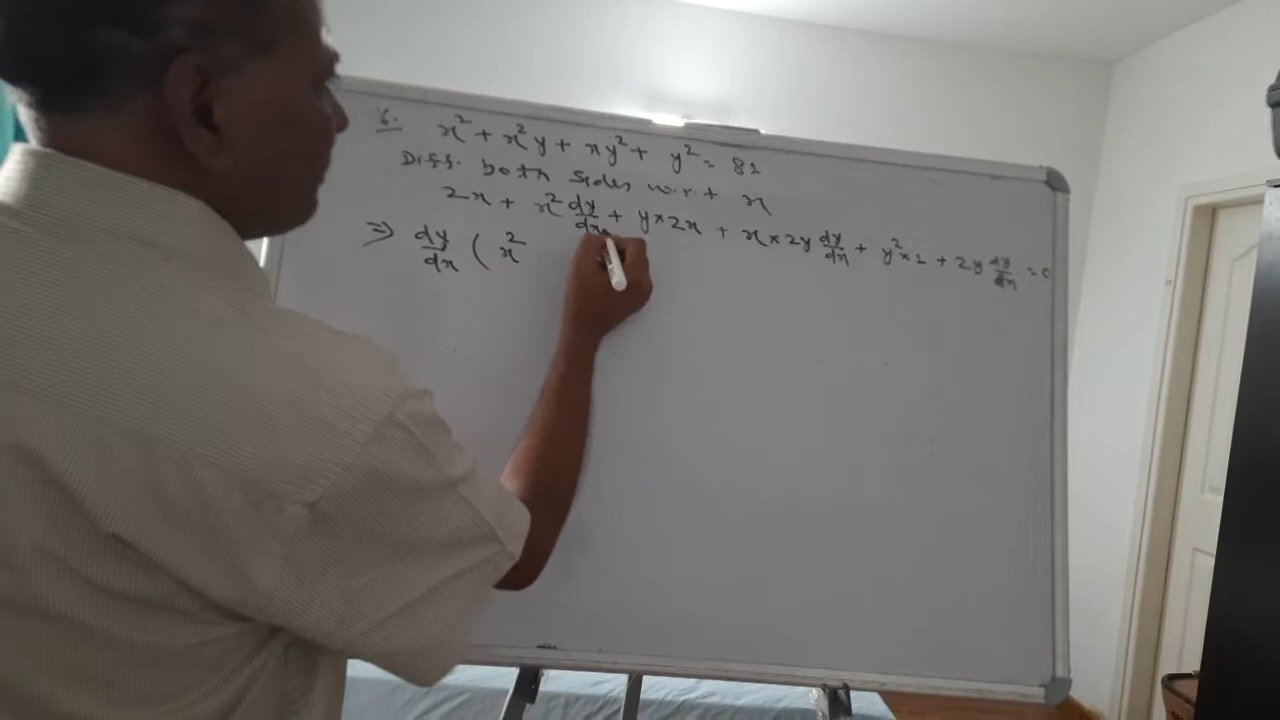 6. x² + x²y + xy² + y² = 81
Diff. both sides w.r.t x
2x + x² dy/dx + y×2x + x×2y dy/dx + y²×1 + 2y dy/dx = 0
⇒ dy/dx ( x²